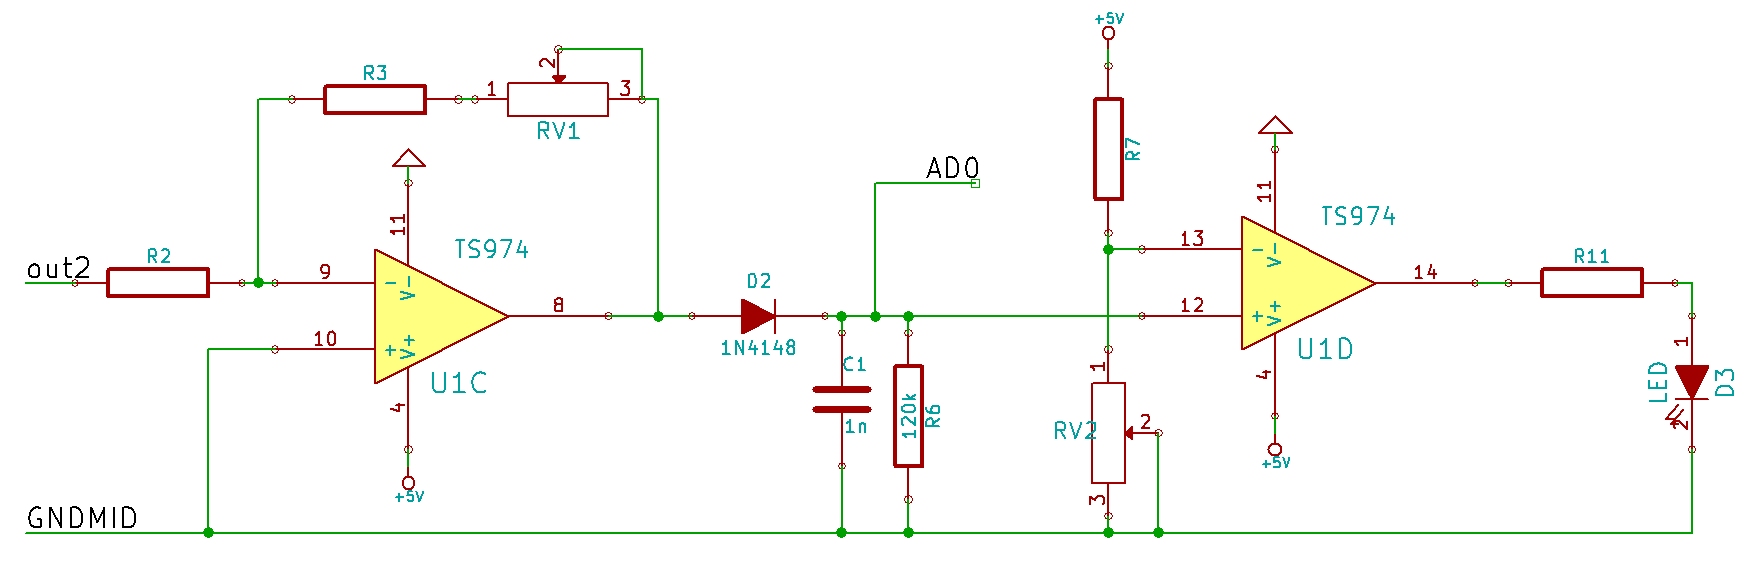 +5V
R3
2
1
3
RV1
R7
AD0
11
11
TS974
TS974
out2
R2
9
-
V-
13
-
V-
R11
D2
8
14
12
10
+
V+
+
V+
1N4148
U1C
U1D
C1
1n
120k
R6
4
4
1
RV2
2
3
1
LED
D3
2
+5V
+5V
GNDMID